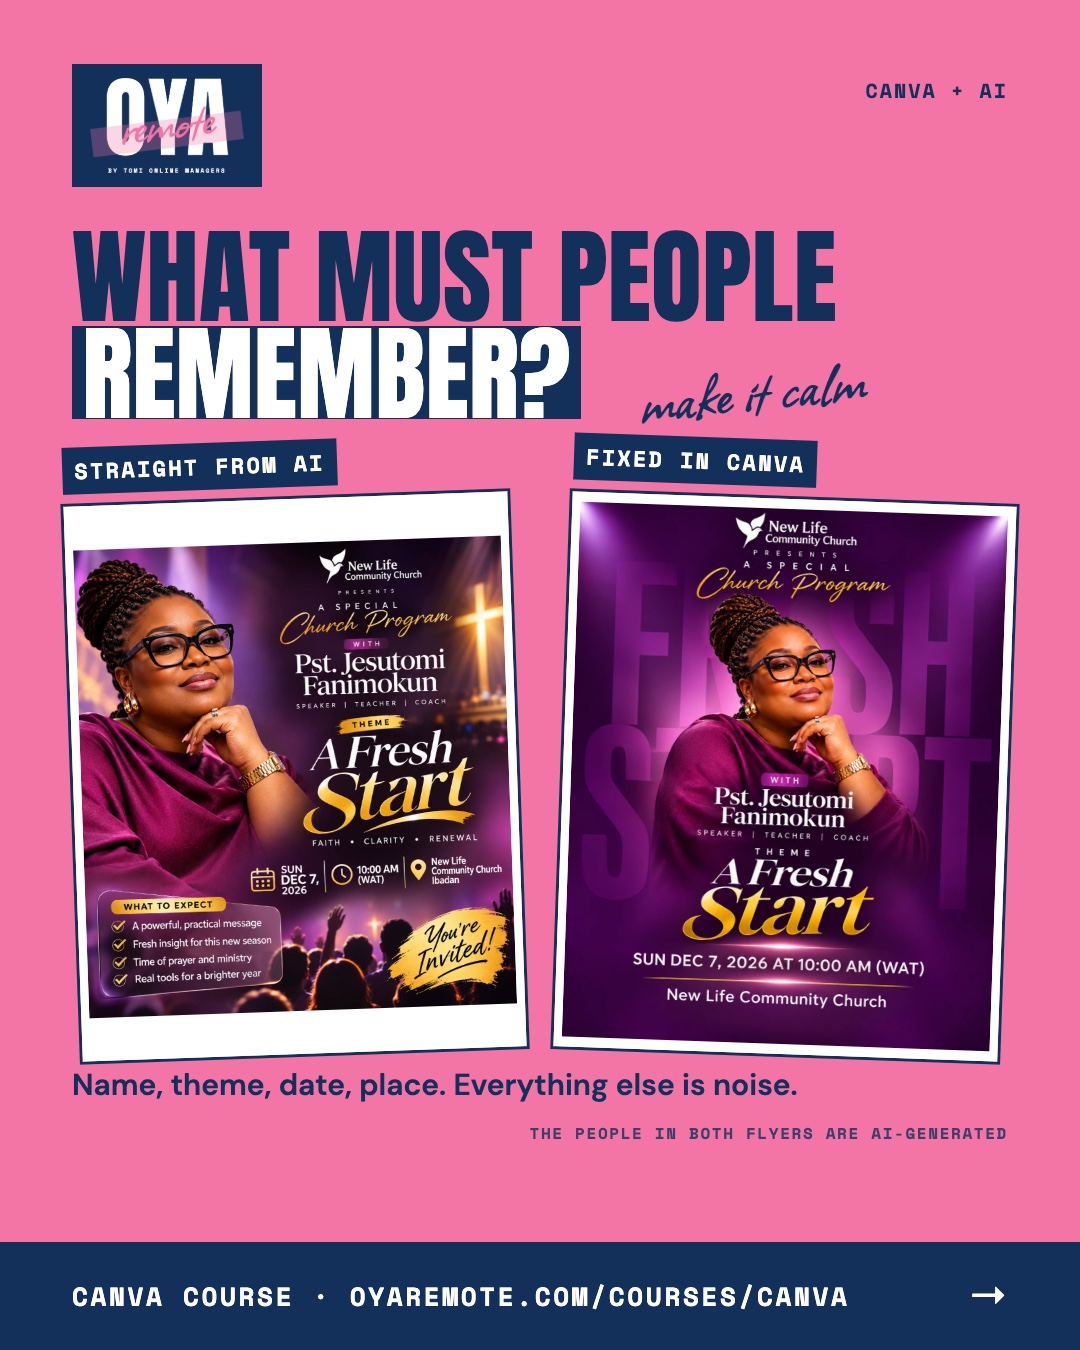 OYA
remote
BY TOMI ONLINE MANAGERS
CANVA + AI
WHAT MUST PEOPLE
REMEMBER?
make it calm
STRAIGHT FROM AI
New Life
Community Church
PRESENTS
A SPECIAL
Church Program
WITH
Pst. Jesutomi
Fanimokun
SPEAKER | TEACHER | COACH
THEME
A Fresh
Start
FAITH • CLARITY • RENEWAL
SUN
DEC 7,
2026
10:00 AM
(WAT)
New Life
Community Church
Ibadan
WHAT TO EXPECT
A powerful, practical message
Fresh insight for this new season
Time of prayer and ministry
Real tools for a brighter year
You're
Invited!
FIXED IN CANVA
New Life
Community Church
PRESENTS
A SPECIAL
Church Program
FRESH
START
WITH
Pst. Jesutomi
Fanimokun
SPEAKER | TEACHER | COACH
THEME
A Fresh
Start
SUN DEC 7, 2026 AT 10:00 AM (WAT)
New Life Community Church
Name, theme, date, place. Everything else is noise.
THE PEOPLE IN BOTH FLYERS ARE AI-GENERATED
CANVA COURSE · OYAREMOTE.COM/COURSES/CANVA →